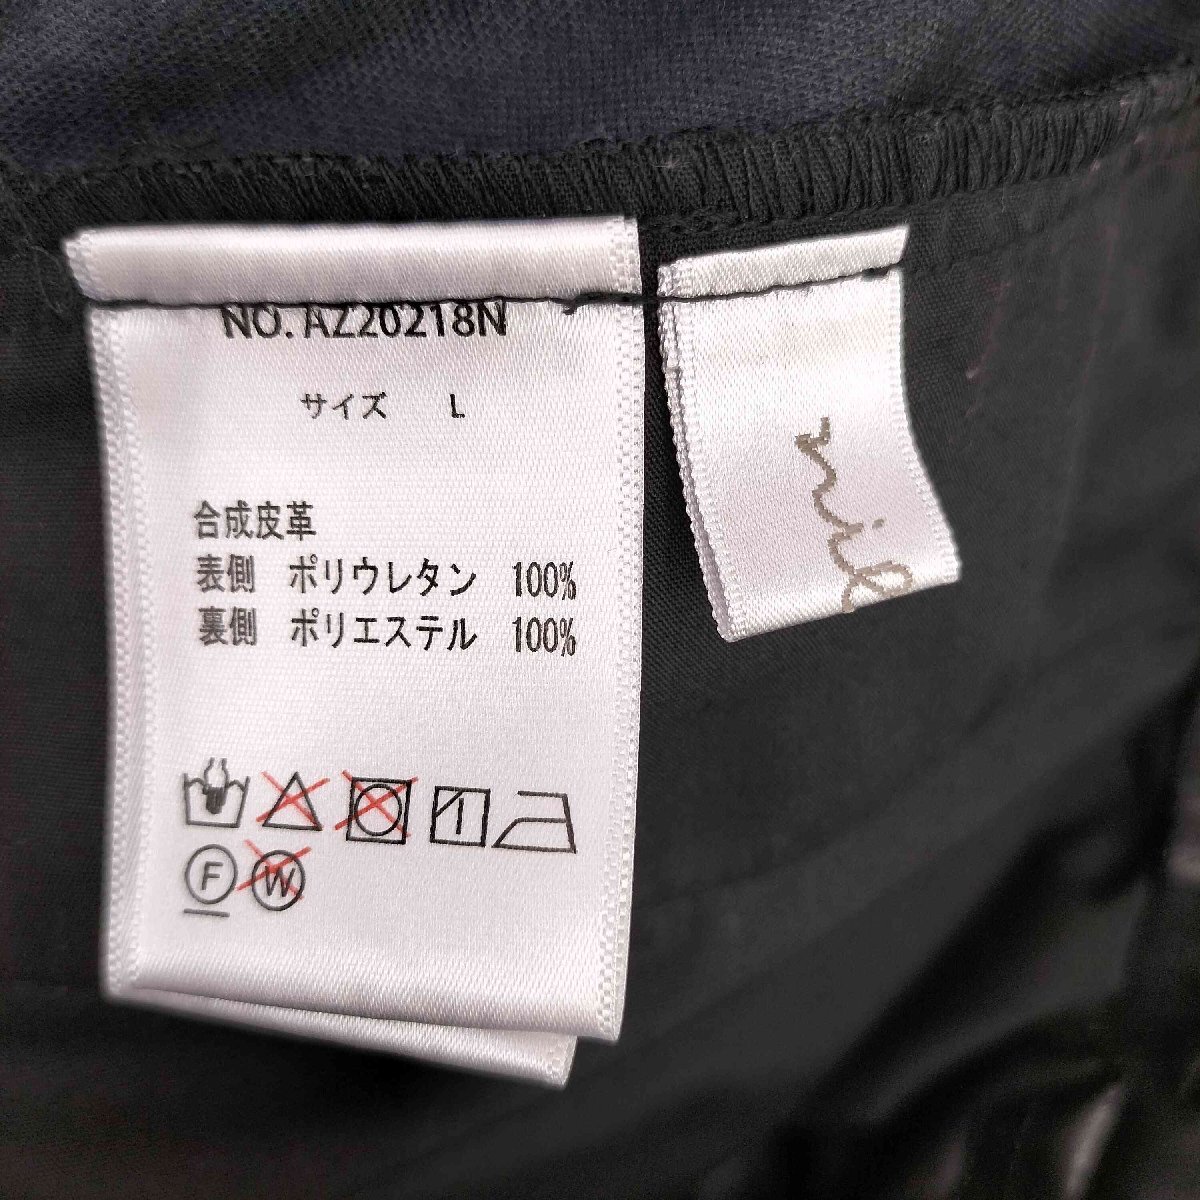 NO. AZ20218N
サイズ L
合成皮革
表側 ポリウレタン 100%
裏側 ポリエステル 100%
F W